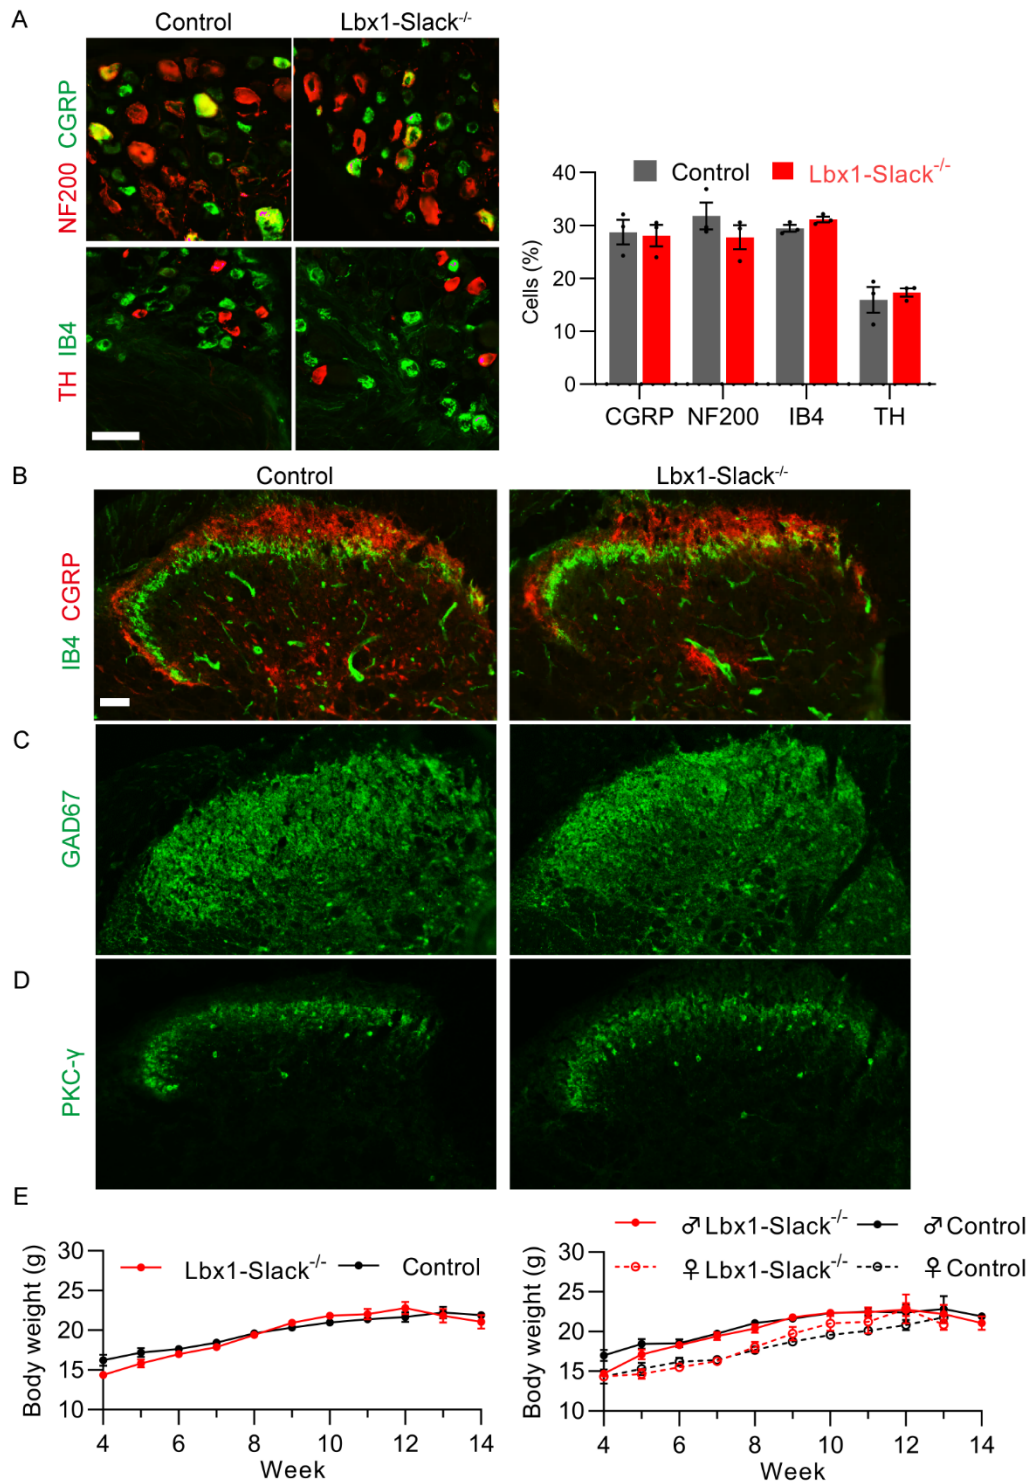 A
Control
Lbx1-Slack-/-
NF200 CGRP
TH IB4
Control
Lbx1-Slack-/-
Cells (%)
40
30
20
10
0
CGRP
NF200
IB4
TH
B
Control
Lbx1-Slack-/-
IB4 CGRP
C
GAD67
D
PKC-γ
E
Body weight (g)
30
25
20
15
10
Lbx1-Slack-/-
Control
4
6
8
10
12
14
Week
♂Lbx1-Slack-/-
♂Control
♀Lbx1-Slack-/-
♀Control
Body weight (g)
30
25
20
15
10
4
6
8
10
12
14
Week